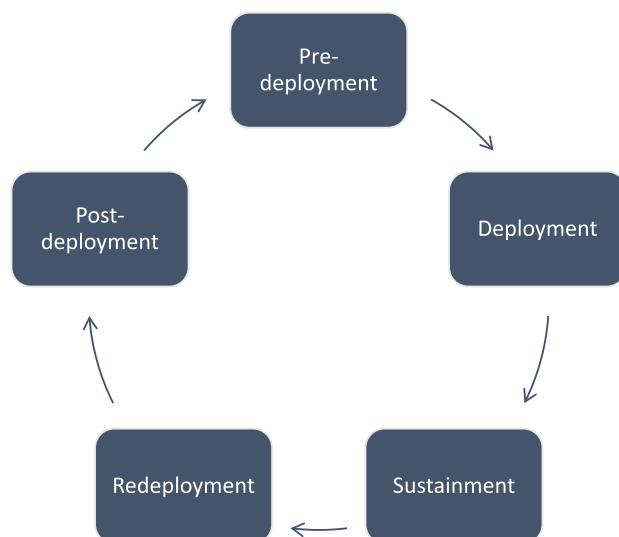 Pre-
deployment
Deployment
Sustainment
Redeployment
Post-
deployment